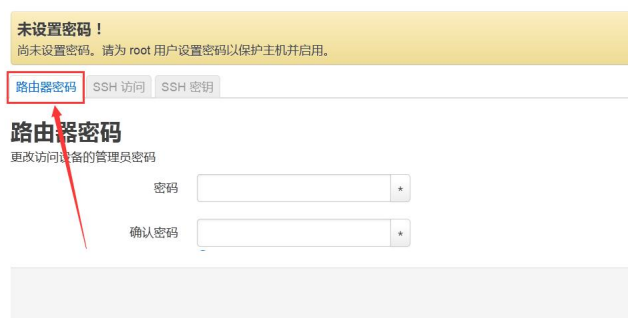 未设置密码！
尚未设置密码。请为 root 用户设置密码以保护主机并启用。
路由器密码 SSH 访问 SSH 密钥
路由器密码
更改访问设备的管理员密码
密码 *
确认密码 *